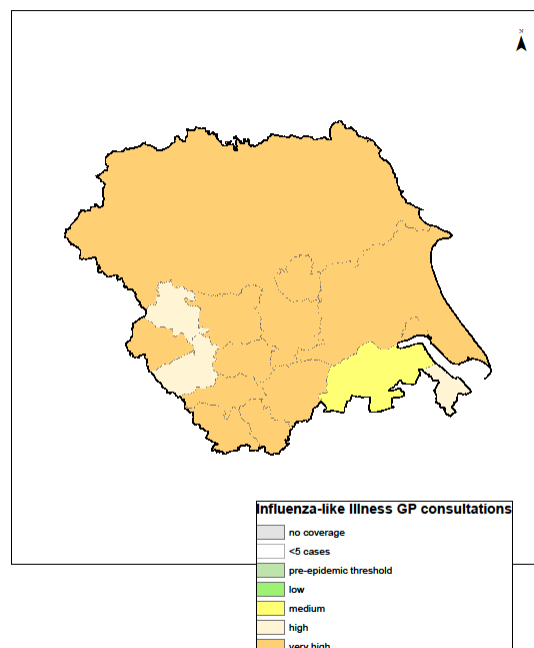 N
Influenza-like Illness GP consultations
no coverage
<5 cases
pre-epidemic threshold
low
medium
high
very high